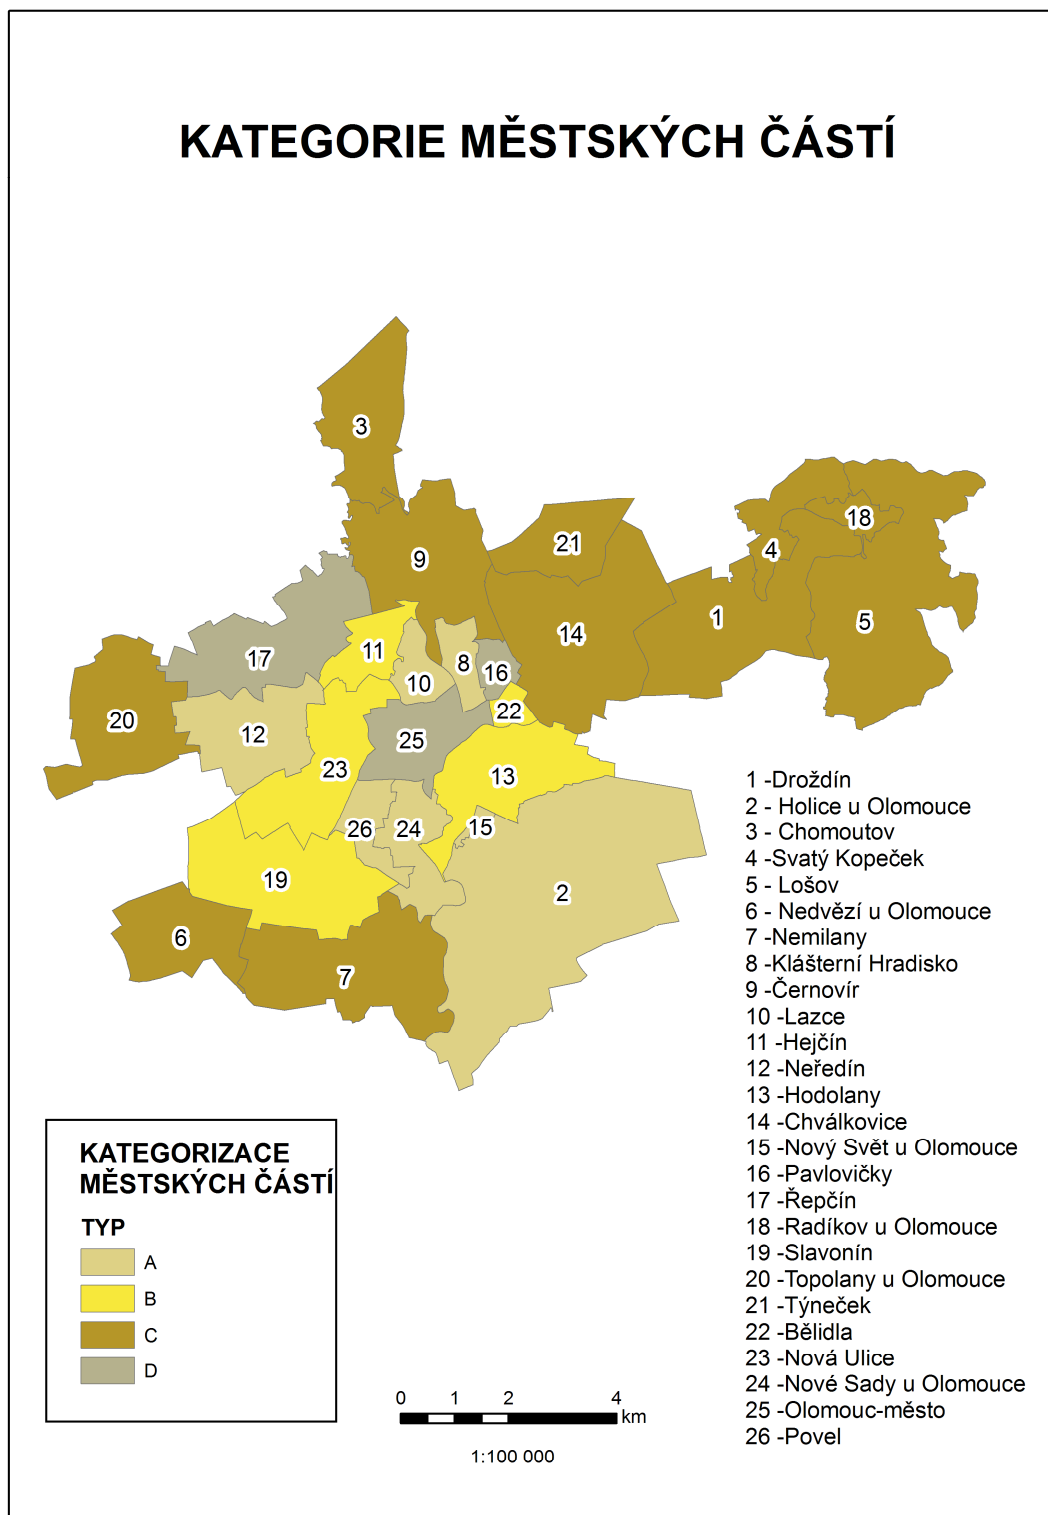 KATEGORIE MĚSTSKÝCH ČÁSTÍ
3
9
21
18
4
1
5
14
11
17
8
16
10
20
12
25
22
23
13
26
24
15
19
2
6
7
1 -Droždín
2 - Holice u Olomouce
3 - Chomoutov
4 -Svatý Kopeček
5 - Lošov
6 - Nedvězí u Olomouce
7 -Nemilany
8 -Klášterní Hradisko
9 -Černovír
10 -Lazce
11 -Hejčín
12 -Neředín
13 -Hodolany
14 -Chválkovice
15 -Nový Svět u Olomouce
16 -Pavlovičky
17 -Řepčín
18 -Radíkov u Olomouce
19 -Slavonín
20 -Topolany u Olomouce
21 -Týneček
22 -Bělidla
23 -Nová Ulice
24 -Nové Sady u Olomouce
25 -Olomouc-město
26 -Povel
KATEGORIZACE
MĚSTSKÝCH ČÁSTÍ
TYP
A
B
C
D
0 1 2 4
km
1:100 000